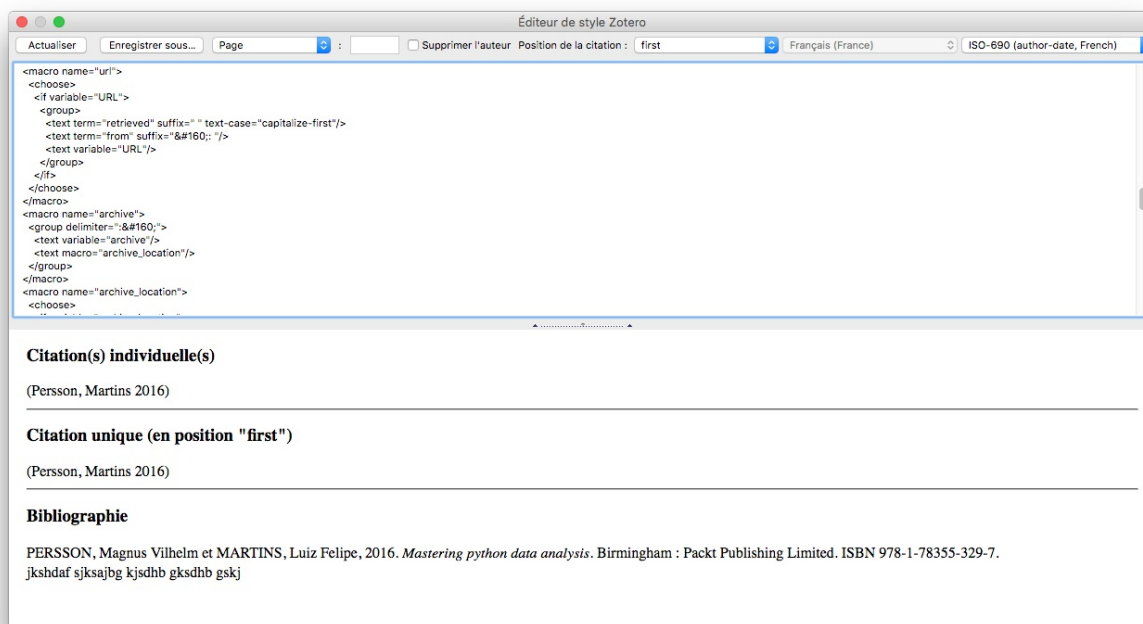 Éditeur de style Zotero
Actualiser Enregistrer sous... Page : Supprimer l'auteur Position de la citation : first Français (France) ISO-690 (author-date, French)
<macro name="url">
<choose>
<if variable="URL">
<group>
<text term="retrieved" suffix=" " text-case="capitalize-first"/>
<text term="from" suffix="&#160;: "/>
<text variable="URL"/>
</group>
</if>
</choose>
</macro>
<macro name="archive">
<group delimiter=":&#160;">
<text variable="archive"/>
<text macro="archive_location"/>
</group>
</macro>
<macro name="archive_location">
<choose>
Citation(s) individuelle(s)
(Persson, Martins 2016)
Citation unique (en position "first")
(Persson, Martins 2016)
Bibliographie
PERSSON, Magnus Vilhelm et MARTINS, Luiz Felipe, 2016. Mastering python data analysis. Birmingham : Packt Publishing Limited. ISBN 978-1-78355-329-7.
jkshdaf sjksajbg kjsdhb gksdhb gskj